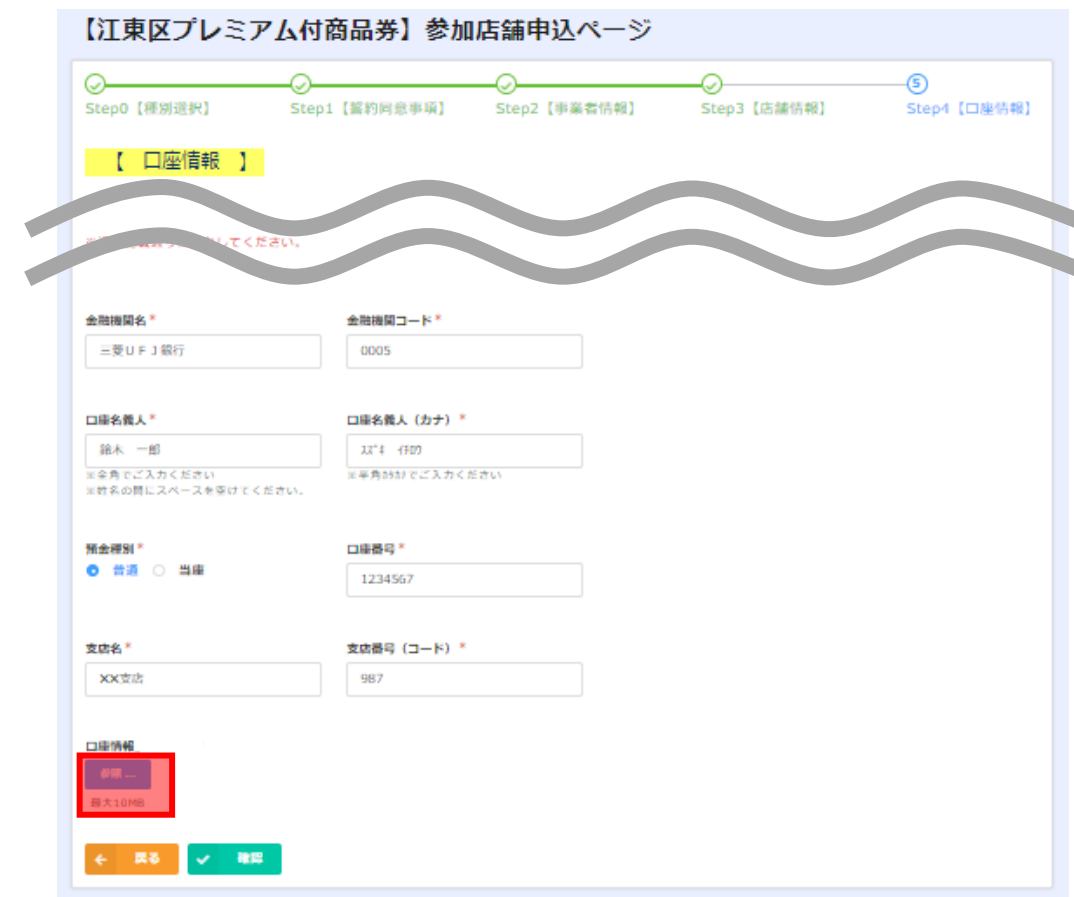 【江東区プレミアム付商品券】参加店舗申込ページ
⑤
Step0【種別選択】 Step1【誓約同意事項】 Step2【事業者情報】 Step3【店舗情報】 Step4【口座情報】
【 口座情報 】
してください。
金融機関名* 金融機関コード*
三菱UFJ銀行 0005
口座名義人* 口座名義人（カナ）*
鈴木 一郎 ｽｽﾞｷ ｲﾁﾛｳ
※全角でご入力ください ※半角ｶﾀｶﾅでご入力ください
※姓名の間にスペースを空けてください。
預金種別* 口座番号*
普通 当座 1234567
支店名* 支店番号（コード）*
××支店 987
口座情報
参照 ...
最大10MB
戻る 確認